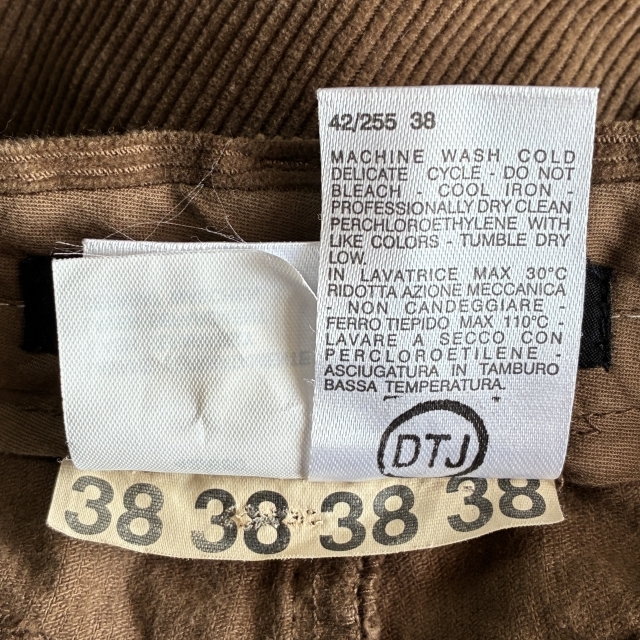 42/255 38
MACHINE WASH COLD
DELICATE CYCLE - DO NOT
BLEACH - COOL IRON -
PROFESSIONALLY DRY CLEAN
PERCHLOROETHYLENE WITH
LIKE COLORS - TUMBLE DRY
LOW.
IN LAVATRICE MAX 30°C
RIDOTTA AZIONE MECCANICA
- NON CANDEGGIARE -
FERRO TIEPIDO MAX 110°C -
LAVARE A SECCO CON
PERCLOROETILENE -
ASCIUGATURA IN TAMBURO
BASSA TEMPERATURA.
DTJ
38 38 38 38